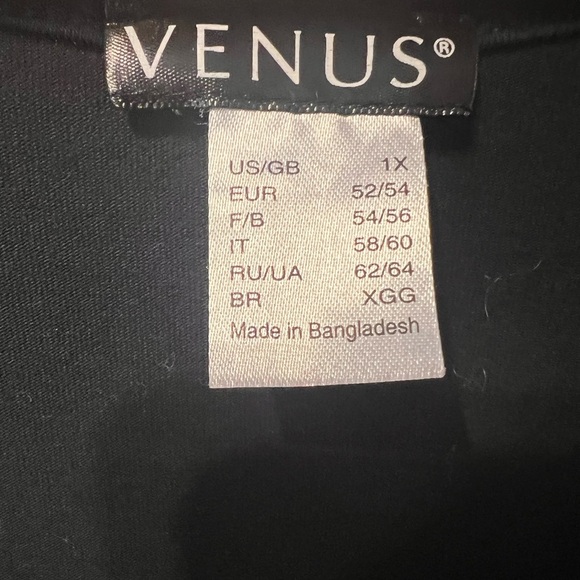 VENUS®
US/GB 1X
EUR 52/54
F/B 54/56
IT 58/60
RU/UA 62/64
BR XGG
Made in Bangladesh